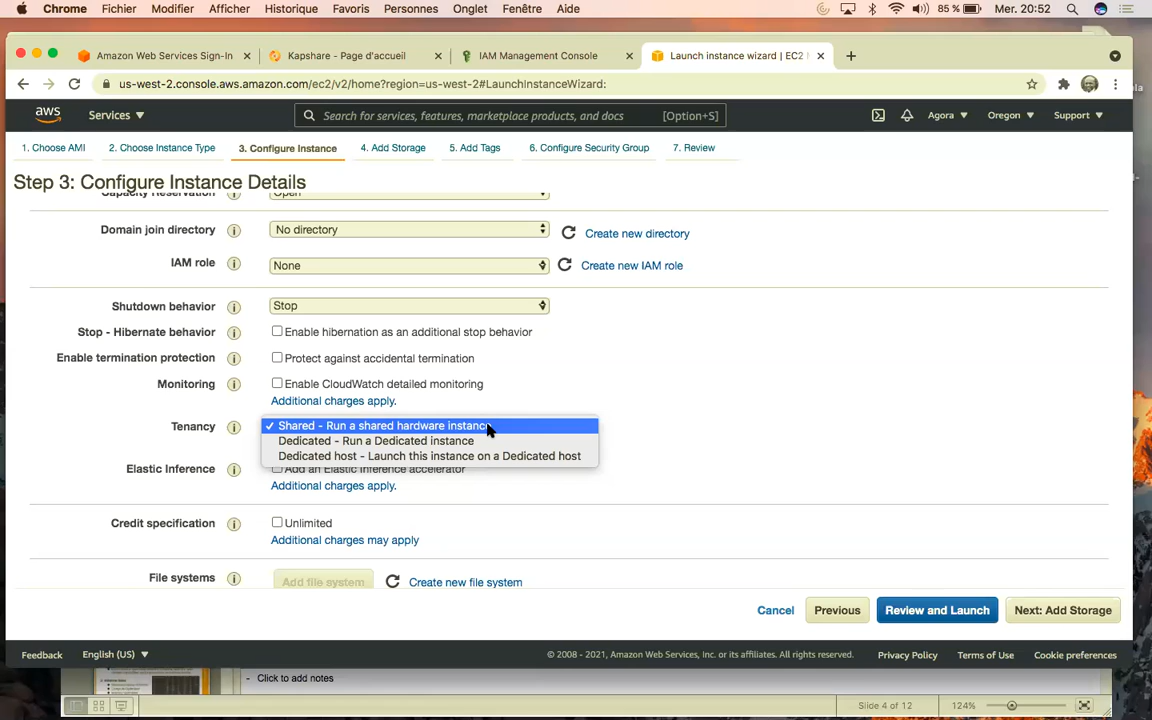 Chrome Fichier Modifier Afficher Historique Favoris Personnes Onglet Fenêtre Aide 85 % Mer. 20:52
Amazon Web Services Sign-In Kapshare - Page d'accueil IAM Management Console Launch instance wizard | EC2
us-west-2.console.aws.amazon.com/ec2/v2/home?region=us-west-2#LaunchInstanceWizard:
aws Services Search for services, features, marketplace products, and docs [Option+S] Agora Oregon Support
1. Choose AMI 2. Choose Instance Type 3. Configure Instance 4. Add Storage 5. Add Tags 6. Configure Security Group 7. Review
Step 3: Configure Instance Details
Capacity Reservation Open
Domain join directory No directory Create new directory
IAM role None Create new IAM role
Shutdown behavior Stop
Stop - Hibernate behavior Enable hibernation as an additional stop behavior
Enable termination protection Protect against accidental termination
Monitoring Enable CloudWatch detailed monitoring
Additional charges apply.
Tenancy ✓ Shared - Run a shared hardware instance
Dedicated - Run a Dedicated instance
Dedicated host - Launch this instance on a Dedicated host
Elastic Inference Add an Elastic Inference accelerator
Additional charges apply.
Credit specification Unlimited
Additional charges may apply
File systems Add file system Create new file system
Cancel Previous Review and Launch Next: Add Storage
Feedback English (US) © 2008 - 2021, Amazon Web Services, Inc. or its affiliates. All rights reserved. Privacy Policy Terms of Use Cookie preferences
- Click to add notes
Slide 4 of 12 124%